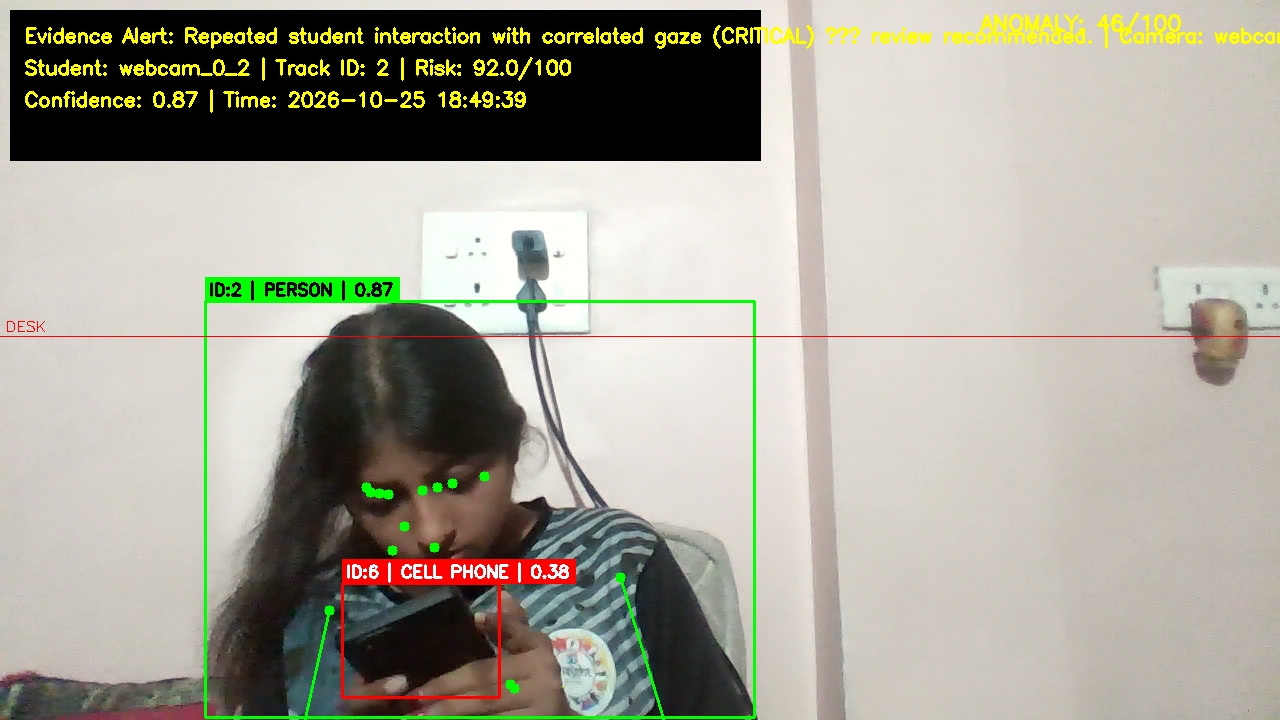 ANOMALY: 46/100
Evidence Alert: Repeated student interaction with correlated gaze (CRITICAL) ??? review recommended. | Camera: webcam
Student: webcam_0_2 | Track ID: 2 | Risk: 92.0/100
Confidence: 0.87 | Time: 2026-10-25 18:49:39
ID:2 | PERSON | 0.87
DESK
ID:6 | CELL PHONE | 0.38